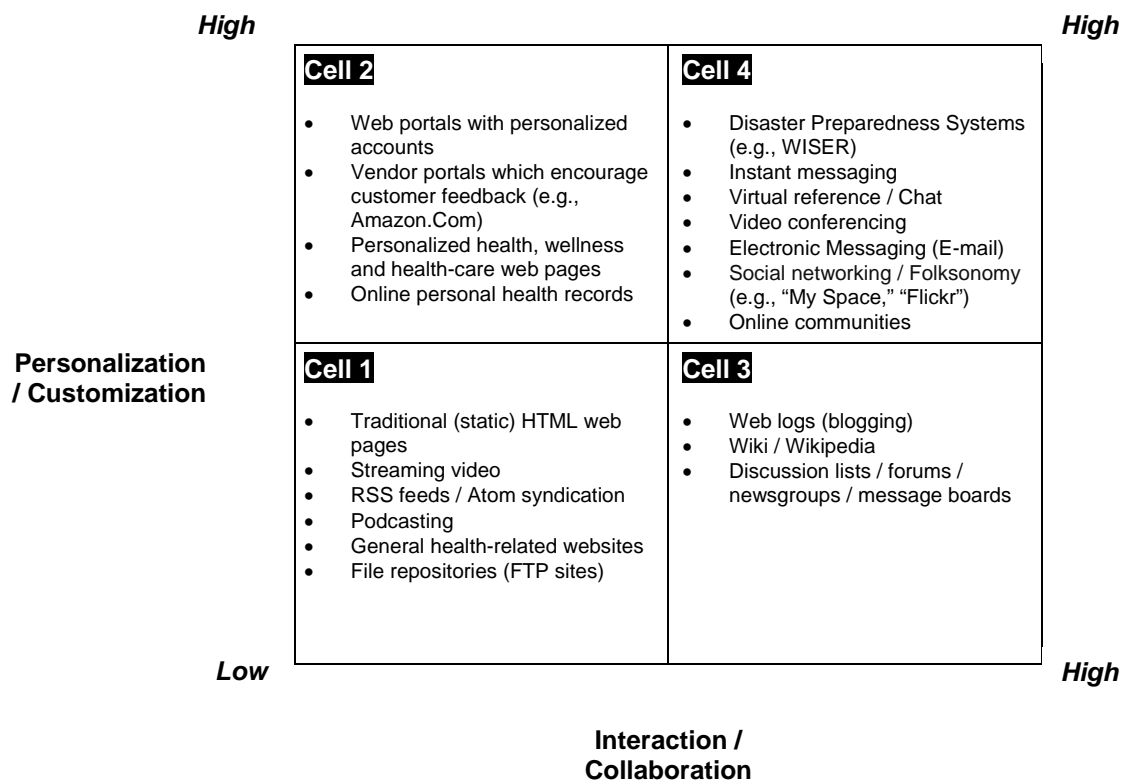 High
High
Cell 2
• Web portals with personalized
accounts
• Vendor portals which encourage
customer feedback (e.g.,
Amazon.Com)
• Personalized health, wellness
and health-care web pages
• Online personal health records
Cell 4
• Disaster Preparedness Systems
(e.g., WISER)
• Instant messaging
• Virtual reference / Chat
• Video conferencing
• Electronic Messaging (E-mail)
• Social networking / Folksonomy
(e.g., “My Space,” “Flickr”)
• Online communities
Personalization
/ Customization
Cell 1
• Traditional (static) HTML web
pages
• Streaming video
• RSS feeds / Atom syndication
• Podcasting
• General health-related websites
• File repositories (FTP sites)
Cell 3
• Web logs (blogging)
• Wiki / Wikipedia
• Discussion lists / forums /
newsgroups / message boards
Low
High
Interaction /
Collaboration